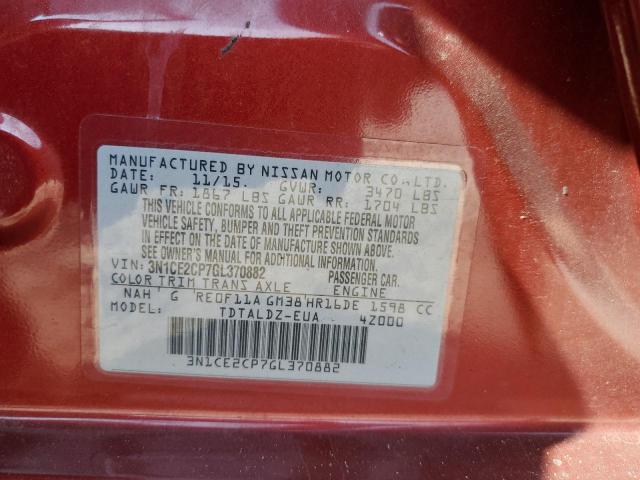 MANUFACTURED BY NISSAN MOTOR CO.,LTD.
DATE: 11/15. GVWR: 3470 LBS
GAWR FR: 1867 LBS GAWR RR: 1704 LBS
THIS VEHICLE CONFORMS TO ALL APPLICABLE FEDERAL MOTOR
VEHICLE SAFETY, BUMPER AND THEFT PREVENTION STANDARDS
IN EFFECT ON THE DATE OF MANUFACTURE SHOWN ABOVE.
SEE OWNER'S MANUAL FOR ADDITIONAL INFORMATION.
VIN: 3N1CE2CP7GL370882 PASSENGER CAR.
COLOR TRIM TRANS AXLE ENGINE
NAH G RE0F11A GM38 HR16DE 1598 CC
MODEL: TDTALDZ-EUA 4Z000
3N1CE2CP7GL370882